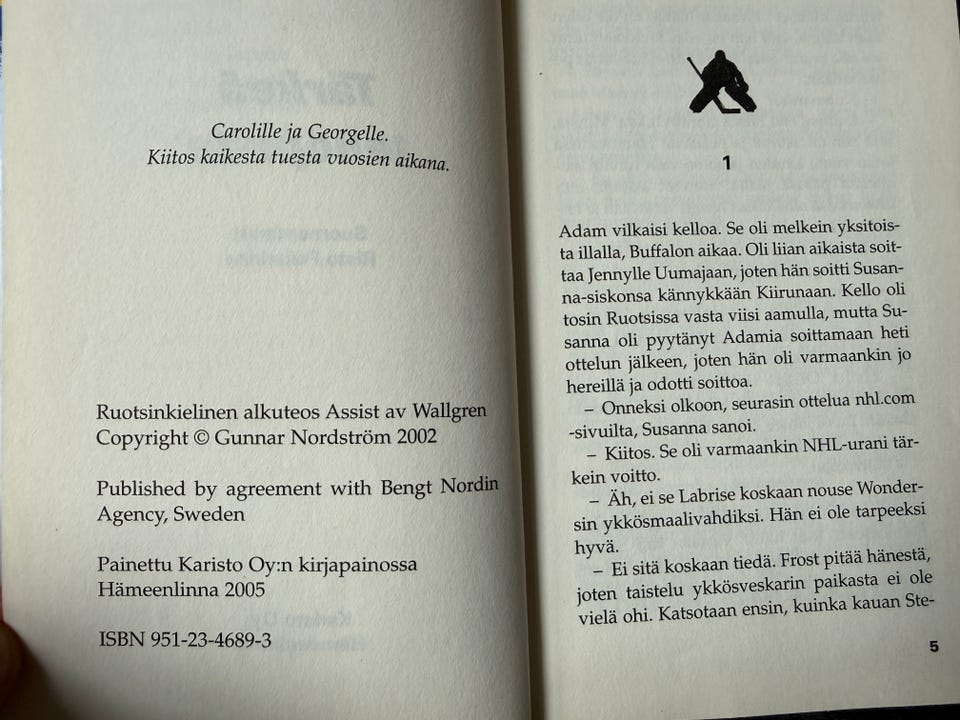 Carolille ja Georgelle.
Kiitos kaikesta tuesta vuosien aikana.
Ruotsinkielinen alkuteos Assist av Wallgren
Copyright © Gunnar Nordström 2002
Published by agreement with Bengt Nordin
Agency, Sweden
Painettu Karisto Oy:n kirjapainossa
Hämeenlinna 2005
ISBN 951-23-4689-3
1
Adam vilkaisi kelloa. Se oli melkein yksitois-
ta illalla, Buffalon aikaa. Oli liian aikaista soit-
taa Jennylle Uumajaan, joten hän soitti Susan-
na-siskonsa kännykkään Kiirunaan. Kello oli
tosin Ruotsissa vasta viisi aamulla, mutta Su-
sanna oli pyytänyt Adamia soittamaan heti
ottelun jälkeen, joten hän oli varmaankin jo
hereillä ja odotti soittoa.
– Onneksi olkoon, seurasin ottelua nhl.com
-sivuilta, Susanna sanoi.
– Kiitos. Se oli varmaankin NHL-urani tär-
kein voitto.
– Äh, ei se Labrise koskaan nouse Wonder-
sin ykkösmaalivahdiksi. Hän ei ole tarpeeksi
hyvä.
– Ei sitä koskaan tiedä. Frost pitää hänestä,
joten taistelu ykkösveskarin paikasta ei ole
vielä ohi. Katsotaan ensin, kuinka kauan Ste-
5